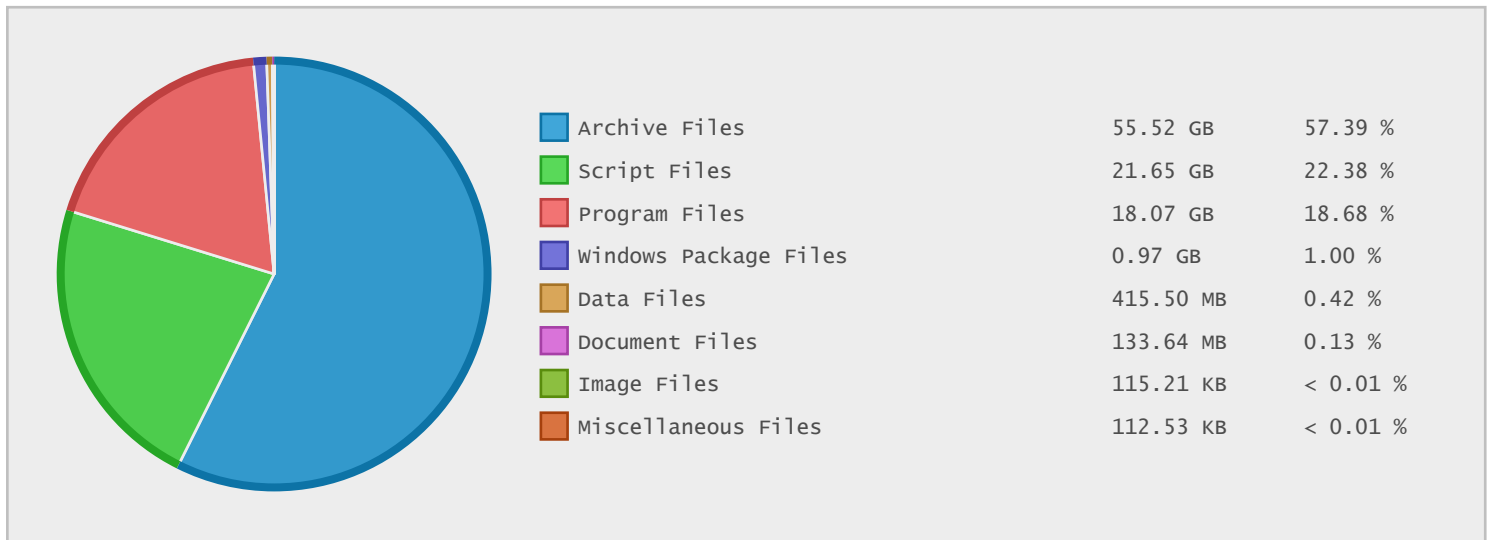 Archive Files 55.52 GB 57.39 %
Script Files 21.65 GB 22.38 %
Program Files 18.07 GB 18.68 %
Windows Package Files 0.97 GB 1.00 %
Data Files 415.50 MB 0.42 %
Document Files 133.64 MB 0.13 %
Image Files 115.21 KB < 0.01 %
Miscellaneous Files 112.53 KB < 0.01 %